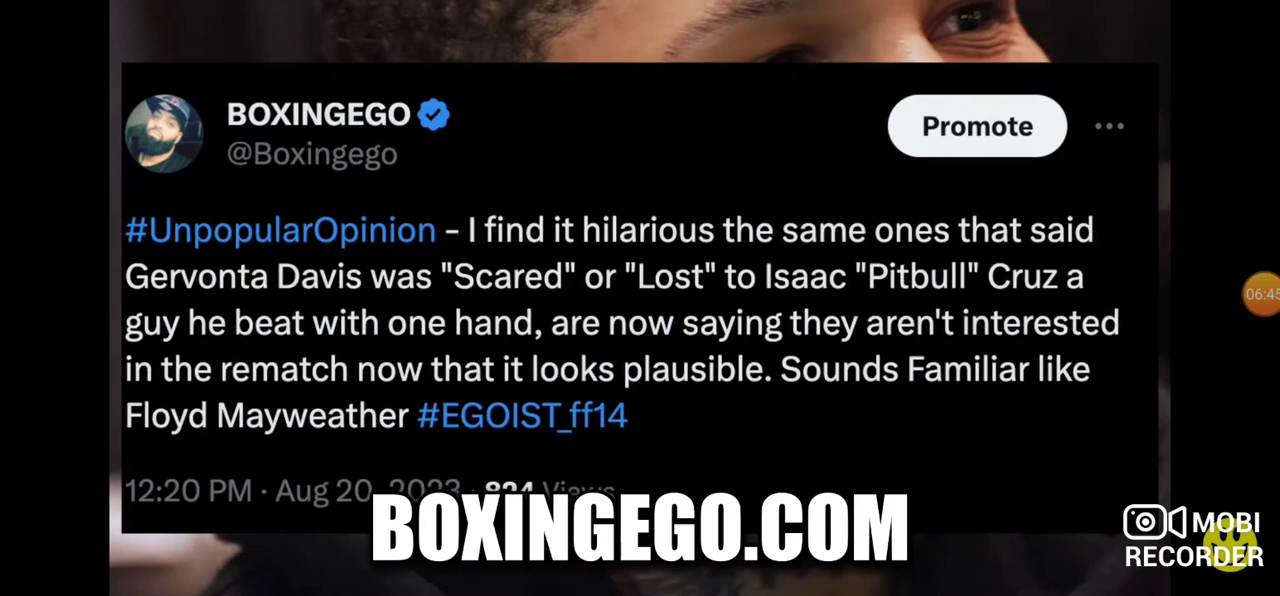 BOXINGEGO
@Boxingego
Promote
#UnpopularOpinion - I find it hilarious the same ones that said
Gervonta Davis was "Scared" or "Lost" to Isaac "Pitbull" Cruz a
guy he beat with one hand, are now saying they aren't interested
in the rematch now that it looks plausible. Sounds Familiar like
Floyd Mayweather #EGOIST_ff14
12:20 PM · Aug 20, 2023 · 824 Views
BOXINGEGO.COM
06:45
MOBI
RECORDER